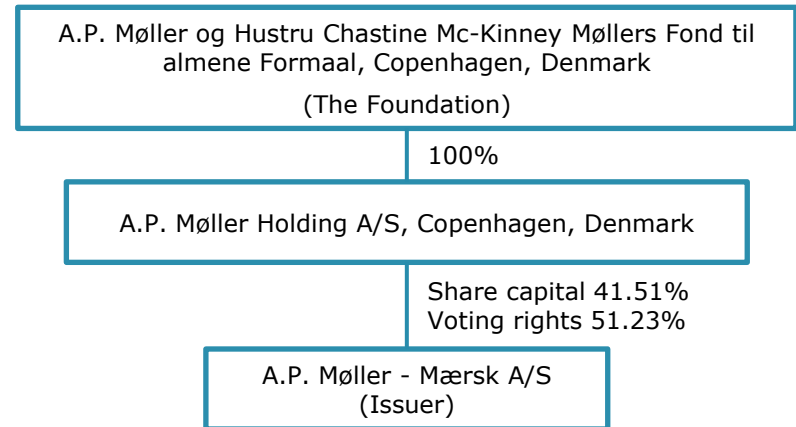 A.P. Møller og Hustru Chastine Mc-Kinney Møllers Fond til
almene Formaal, Copenhagen, Denmark
(The Foundation)
100%
A.P. Møller Holding A/S, Copenhagen, Denmark
Share capital 41.51%
Voting rights 51.23%
A.P. Møller - Mærsk A/S
(Issuer)